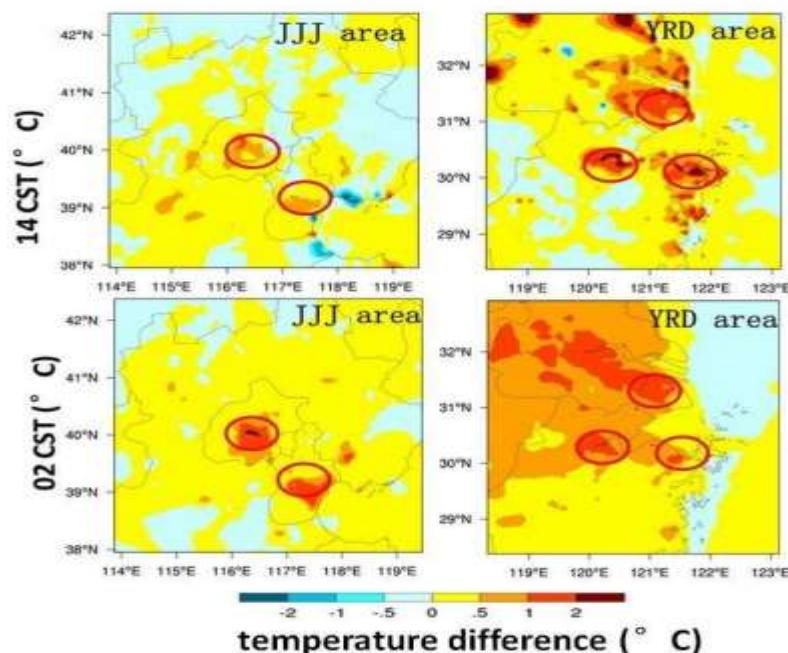 JJJ area
YRD area
14 CST(° C)
42°N
41°N
40°N
39°N
38°N
114°E 115°E 116°E 117°E 118°E 119°E
32°N
31°N
30°N
29°N
119°E 120°E 121°E 122°E 123°E
JJJ area
YRD area
02 CST(° C)
42°N
41°N
40°N
39°N
38°N
114°E 115°E 116°E 117°E 118°E 119°E
32°N
31°N
30°N
29°N
119°E 120°E 121°E 122°E 123°E
-2 -1 -.5 0 .5 1 2
temperature difference (° C)